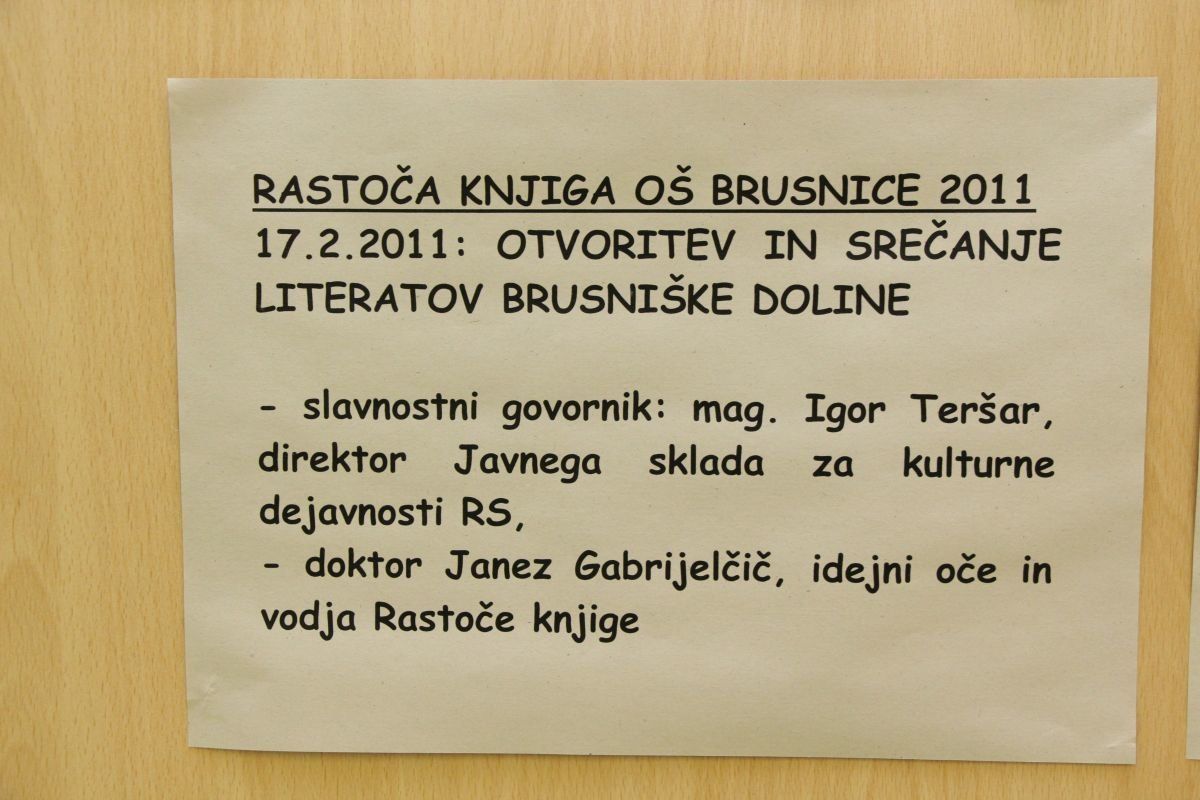 RASTOČA KNJIGA OŠ BRUSNICE 2011
17.2.2011: OTVORITEV IN SREČANJE
LITERATOV BRUSNIŠKE DOLINE
- slavnostni govornik: mag. Igor Teršar,
direktor Javnega sklada za kulturne
dejavnosti RS,
- doktor Janez Gabrijelčič, idejni oče in
vodja Rastoče knjige